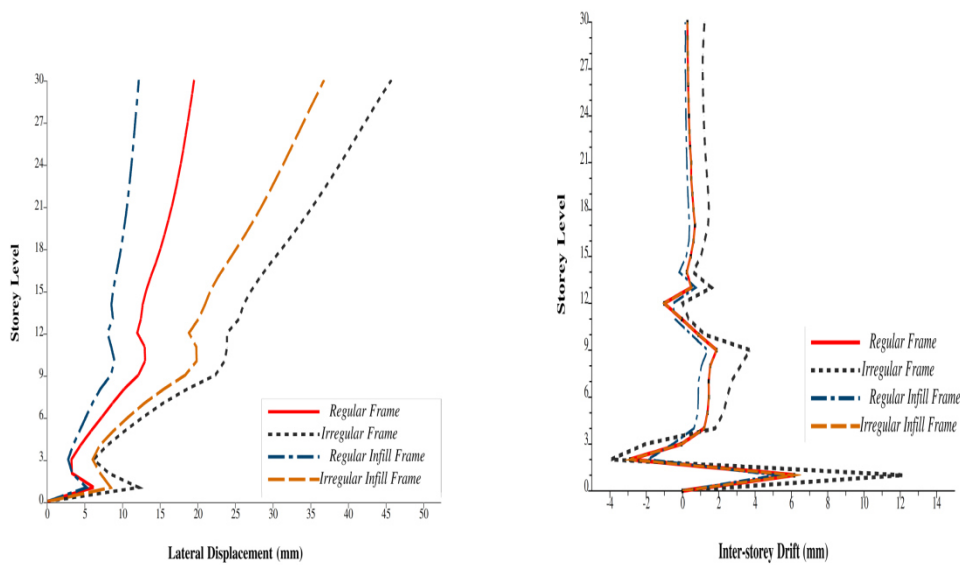 30
27
24
21
18
15
12
9
6
3
0
Storey Level
0 5 10 15 20 25 30 35 40 45 50
Lateral Displacement (mm)
Regular Frame
Irregular Frame
Regular Infill Frame
Irregular Infill Frame
30
27
24
21
18
15
12
9
6
3
0
Storey Level
-4 -2 0 2 4 6 8 10 12 14
Inter-storey Drift (mm)
Regular Frame
Irregular Frame
Regular Infill Frame
Irregular Infill Frame